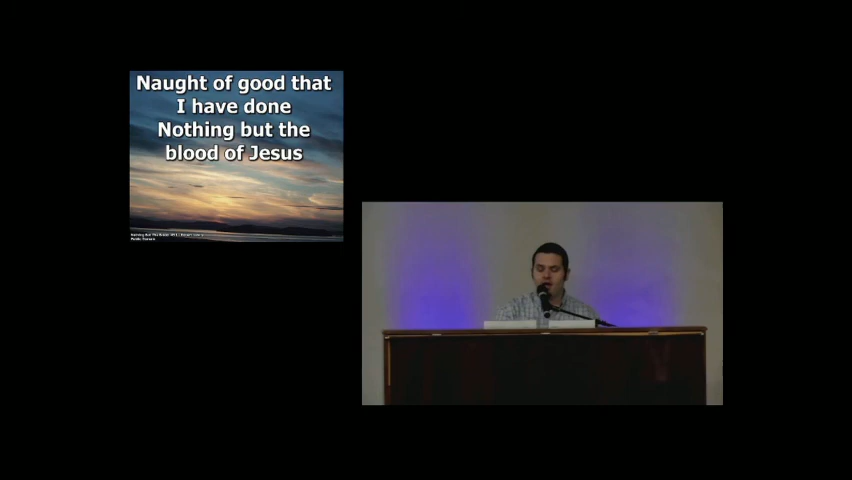 Naught of good that
I have done
Nothing but the
blood of Jesus